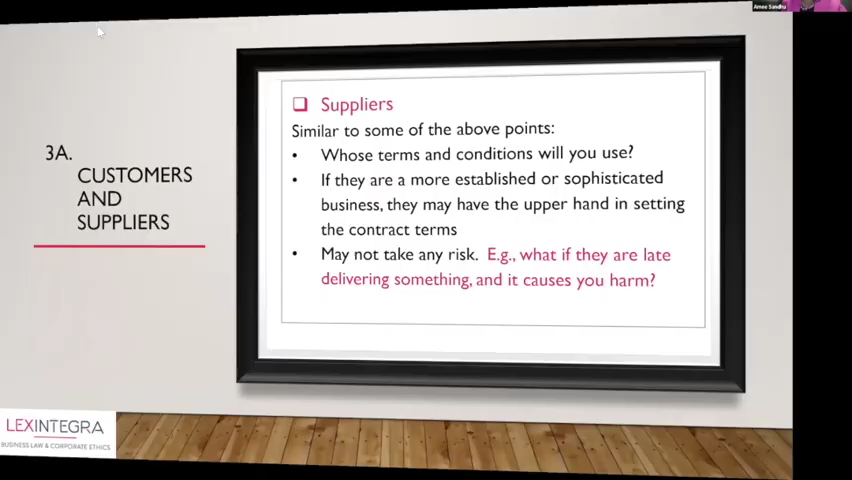 Amee Sandhu
3A.
CUSTOMERS
AND
SUPPLIERS
❑ Suppliers
Similar to some of the above points:
• Whose terms and conditions will you use?
• If they are a more established or sophisticated
business, they may have the upper hand in setting
the contract terms
• May not take any risk. E.g., what if they are late
delivering something, and it causes you harm?
LEXINTEGRA
BUSINESS LAW & CORPORATE ETHICS